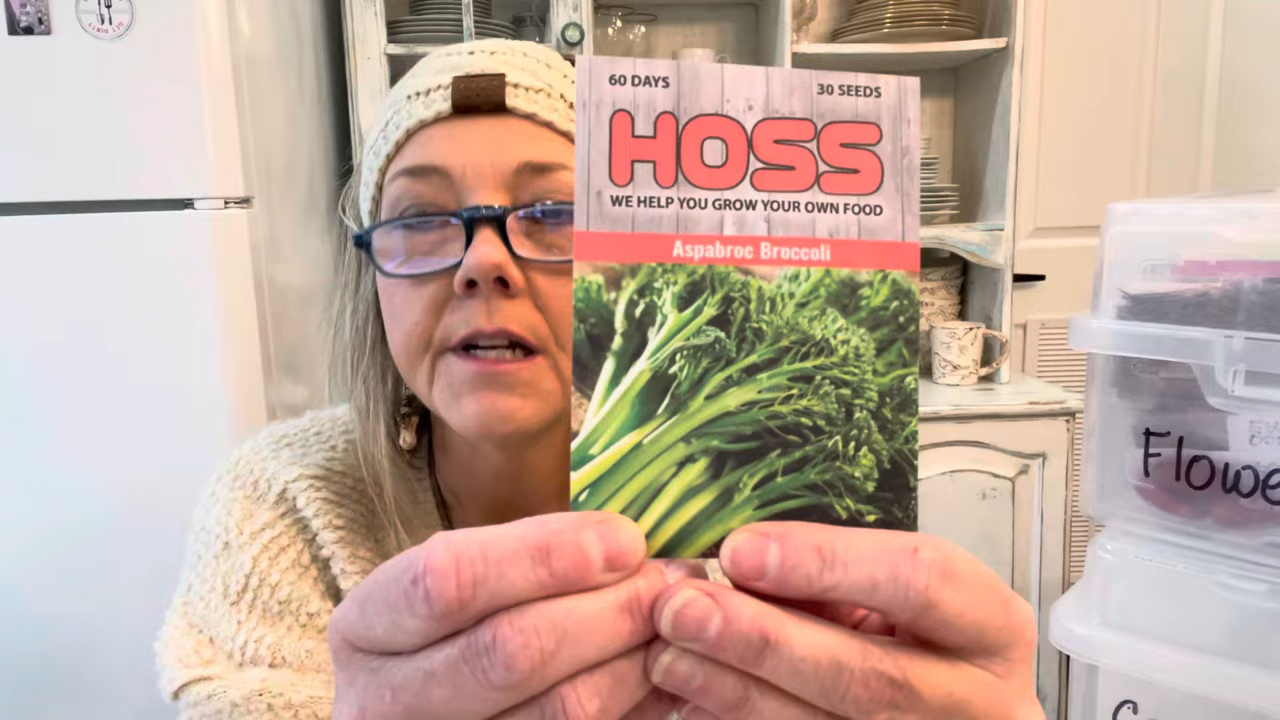 60 DAYS
30 SEEDS
HOSS
WE HELP YOU GROW YOUR OWN FOOD
Aspabroc Broccoli
Flowe